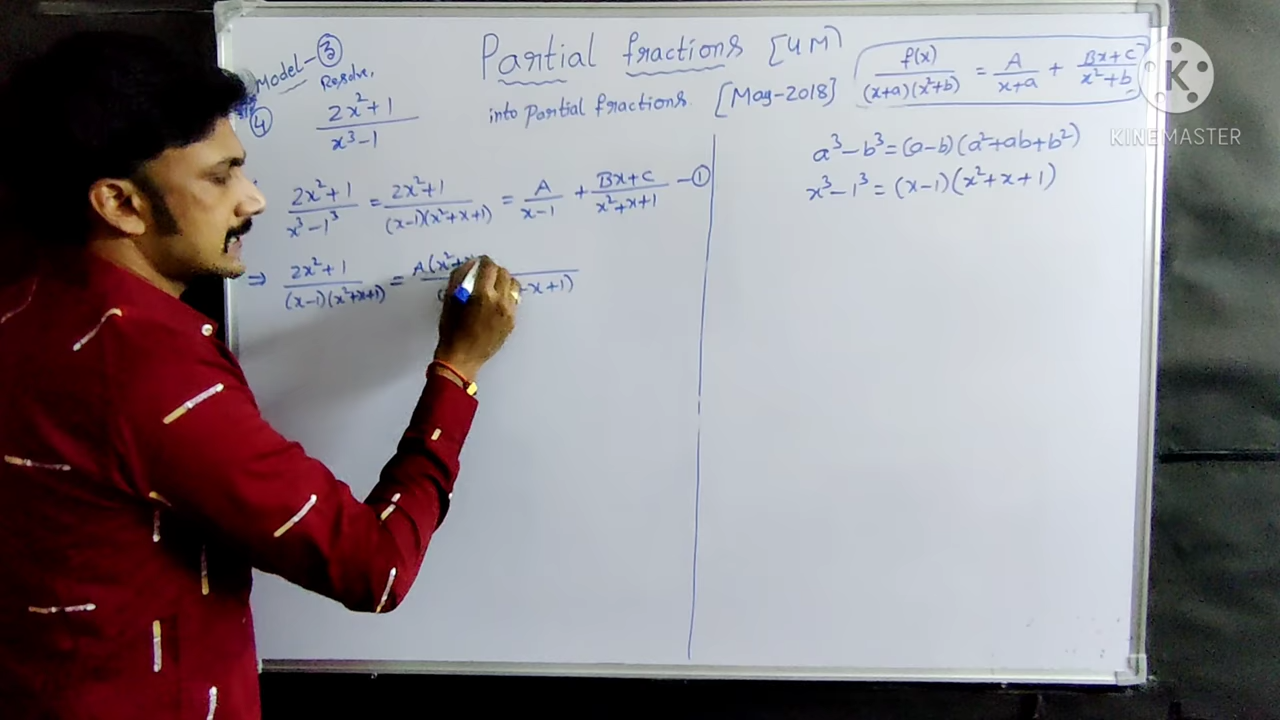 Model-③
Partial fractions [4M]
f(x)/((x+a)(x²+b)) = A/(x+a) + (Bx+C)/(x²+b)
Resolve,
④ (2x²+1)/(x³-1) into Partial fractions. [May-2018]
KINEMASTER
a³-b³=(a-b)(a²+ab+b²)
x³-1³=(x-1)(x²+x+1)
(2x²+1)/(x³-1³) = (2x²+1)/((x-1)(x²+x+1)) = A/(x-1) + (Bx+C)/(x²+x+1) -①
⇒ (2x²+1)/((x-1)(x²+x+1)) = A(x²+ / x+1)